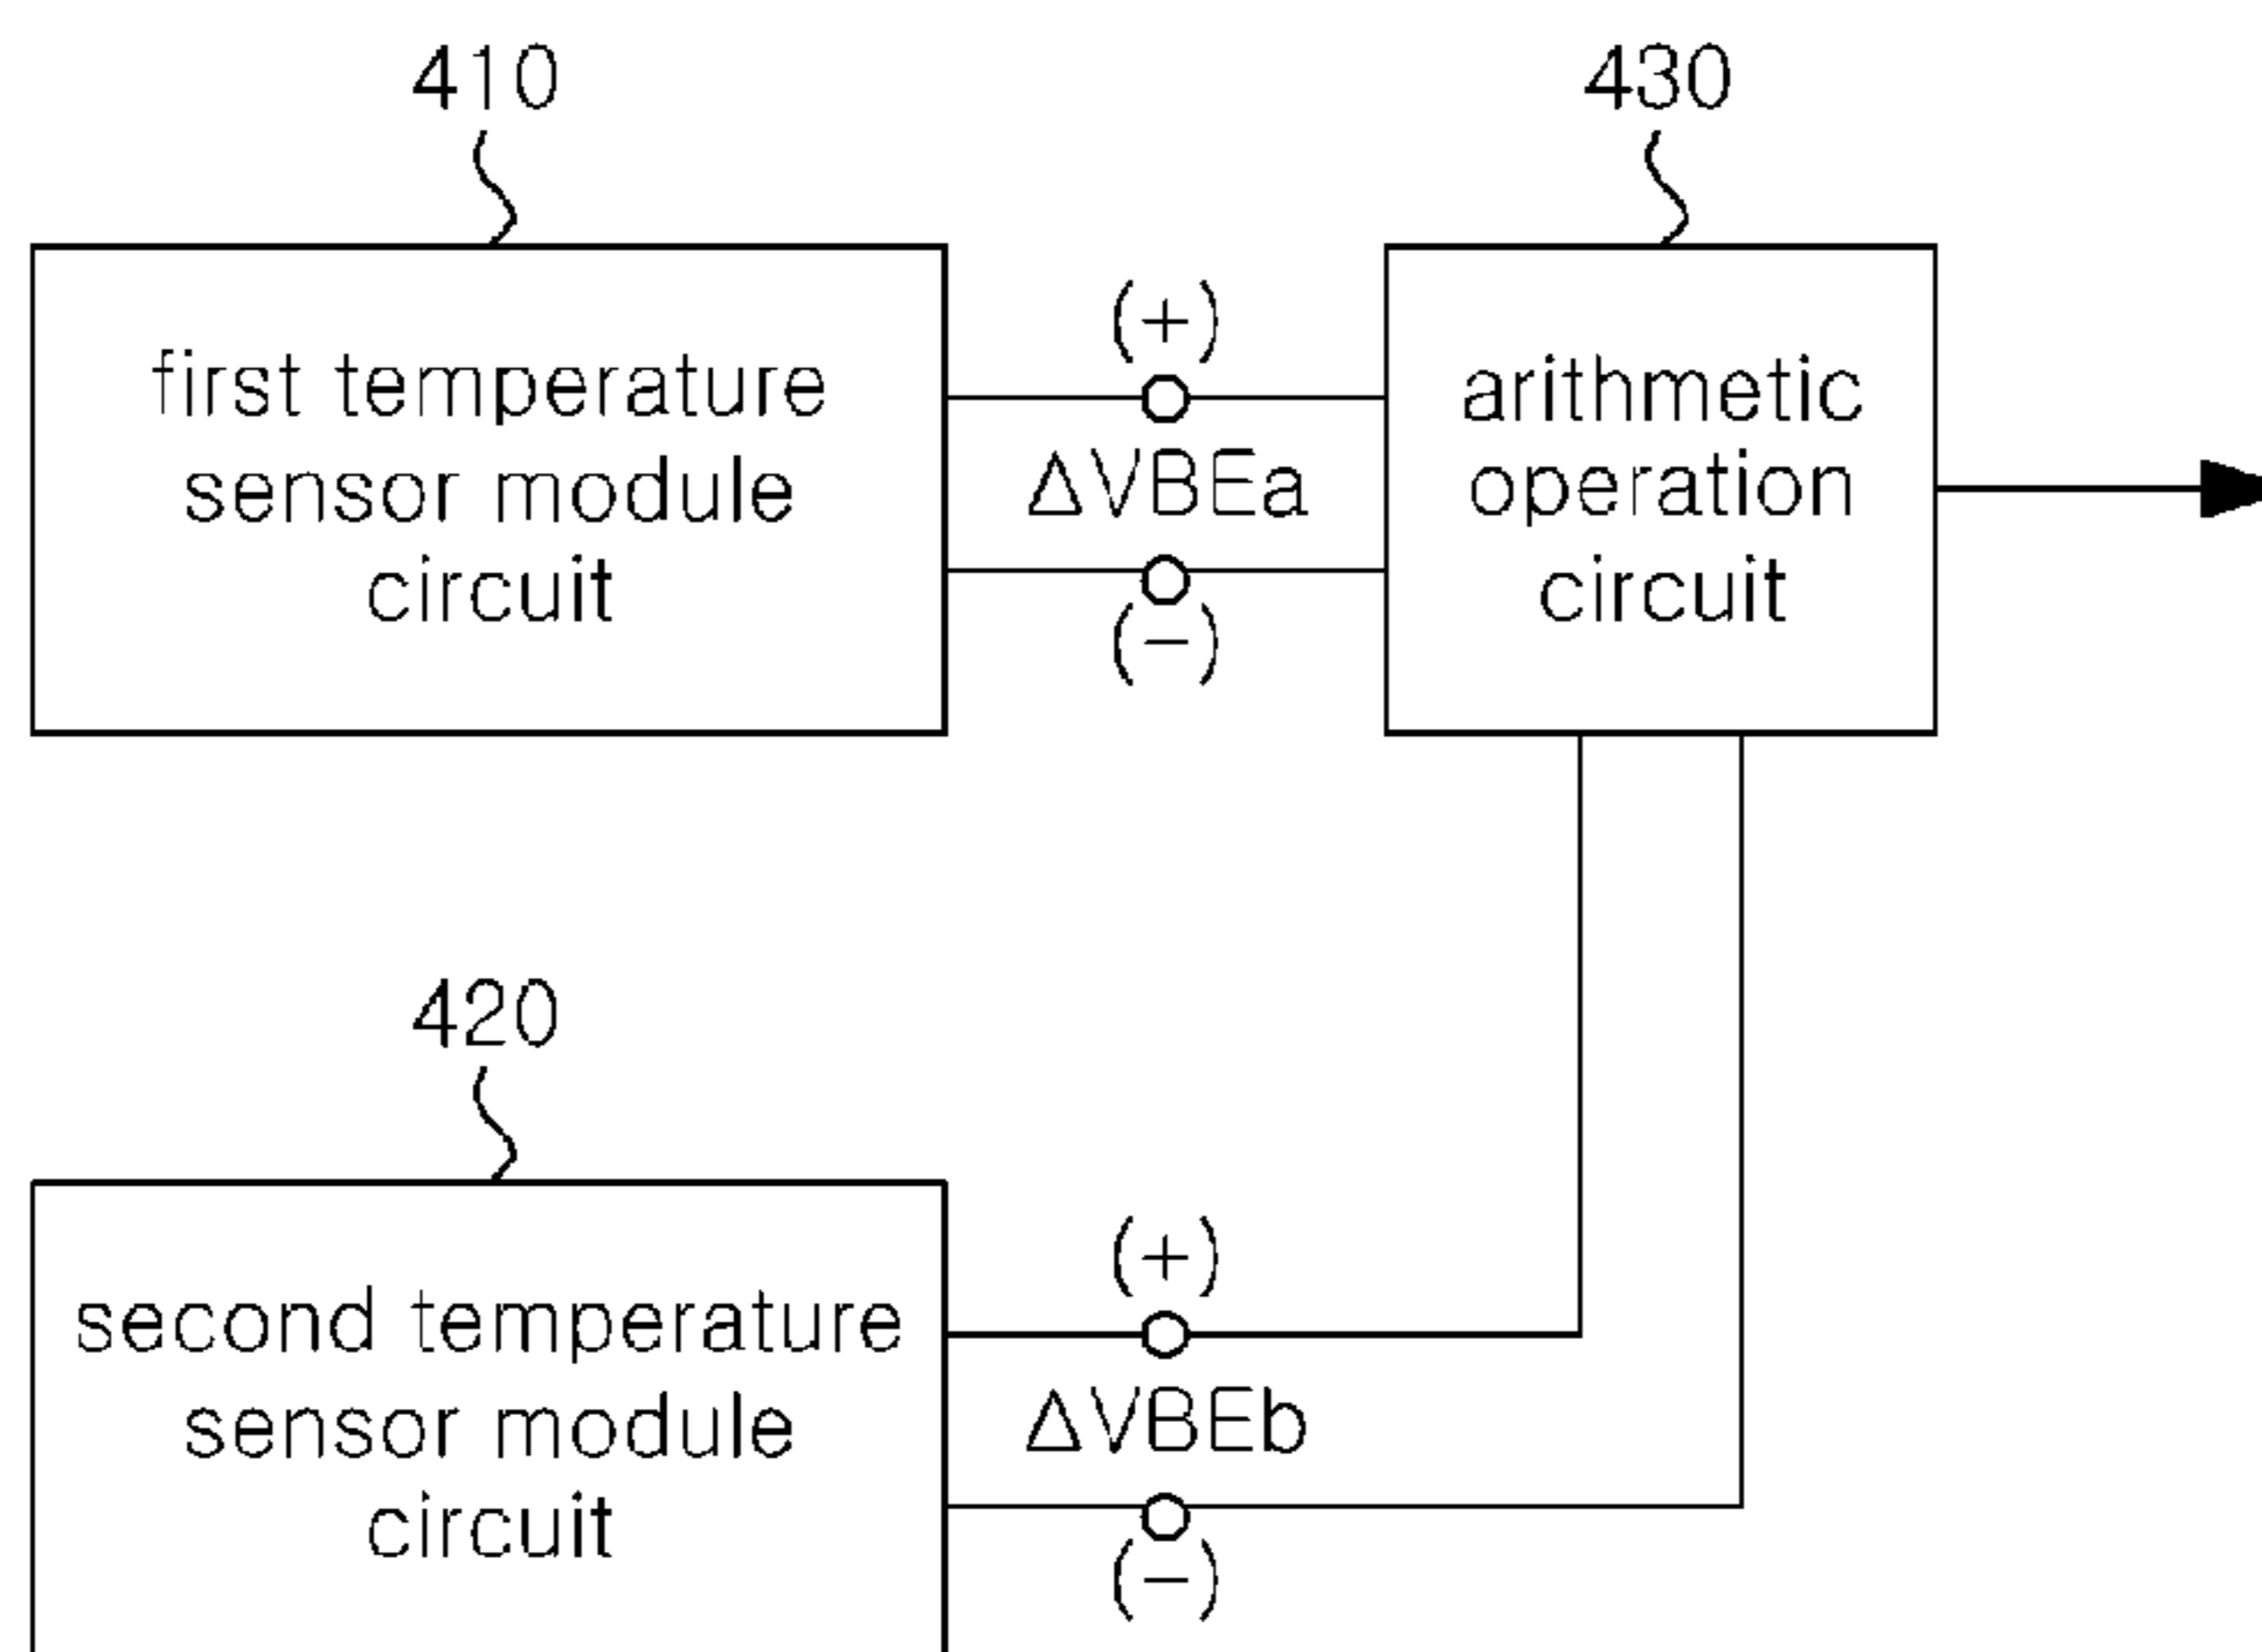 410
430
first temperature
sensor module
circuit
(+)
ΔVBEa
(−)
arithmetic
operation
circuit
420
second temperature
sensor module
circuit
(+)
ΔVBEb
(−)